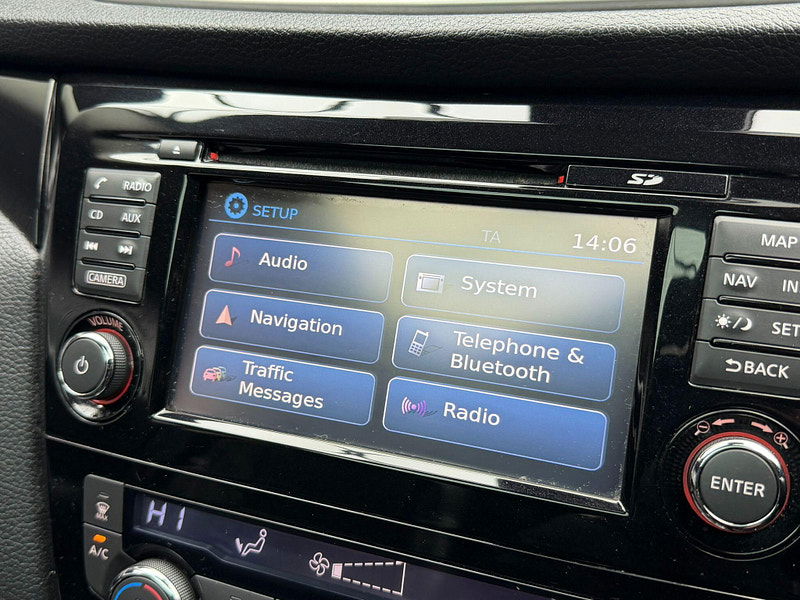 SD
RADIO
CD AUX
CAMERA
VOLUME
SETUP
TA
14:06
Audio
System
Navigation
Telephone &
Bluetooth
Traffic
Messages
Radio
MAP
NAV
BACK
ENTER
MAX
A/C
HI